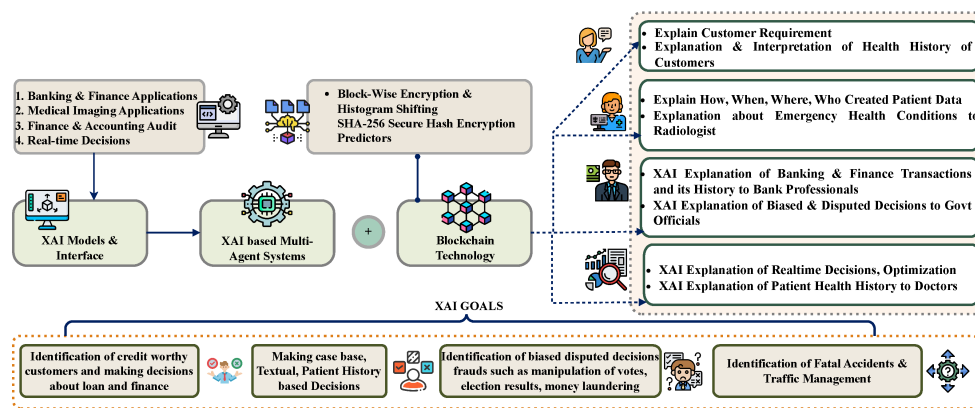 Explain Customer Requirement
Explanation & Interpretation of Health History of
Customers
1. Banking & Finance Applications
2. Medical Imaging Applications
3. Finance & Accounting Audit
4. Real-time Decisions
Block-Wise Encryption &
Histogram Shifting
SHA-256 Secure Hash Encryption
Predictors
Explain How, When, Where, Who Created Patient Data
Explanation about Emergency Health Conditions to
Radiologist
XAI Explanation of Banking & Finance Transactions
and its History to Bank Professionals
XAI Explanation of Biased & Disputed Decisions to Govt
Officials
XAI Models &
Interface
XAI based Multi-
Agent Systems
+
Blockchain
Technology
XAI Explanation of Realtime Decisions, Optimization
XAI Explanation of Patient Health History to Doctors
XAI GOALS
Identification of credit worthy
customers and making decisions
about loan and finance
Making case base,
Textual, Patient History
based Decisions
Identification of biased disputed decisions
frauds such as manipulation of votes,
election results, money laundering
Identification of Fatal Accidents &
Traffic Management